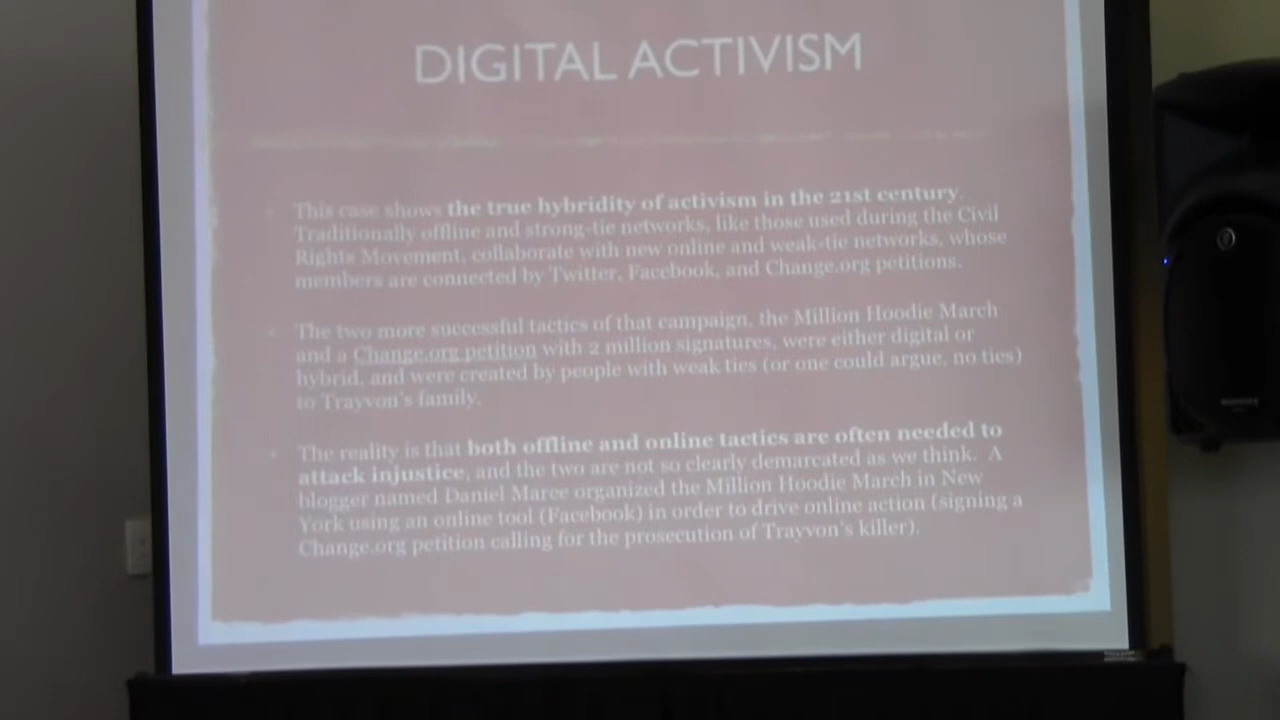 DIGITAL ACTIVISM
This case shows the true hybridity of activism in the 21st century.
Traditionally offline and strong-tie networks, like those used during the Civil
Rights Movement, collaborate with new online and weak-tie networks, whose
members are connected by Twitter, Facebook, and Change.org petitions.
The two more successful tactics of that campaign, the Million Hoodie March
and a Change.org petition with 2 million signatures, were either digital or
hybrid, and were created by people with weak ties (or one could argue, no ties)
to Trayvon's family.
The reality is that both offline and online tactics are often needed to
attack injustice, and the two are not so clearly demarcated as we think. A
blogger named Daniel Maree organized the Million Hoodie March in New
York using an online tool (Facebook) in order to drive online action (signing a
Change.org petition calling for the prosecution of Trayvon's killer).